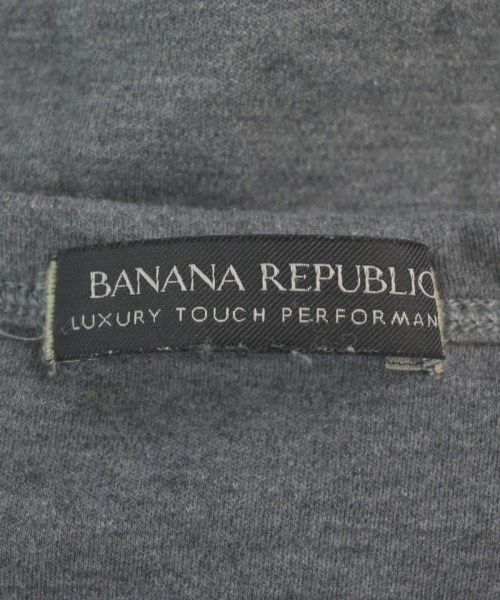 BANANA REPUBLIC
LUXURY TOUCH PERFORMAN